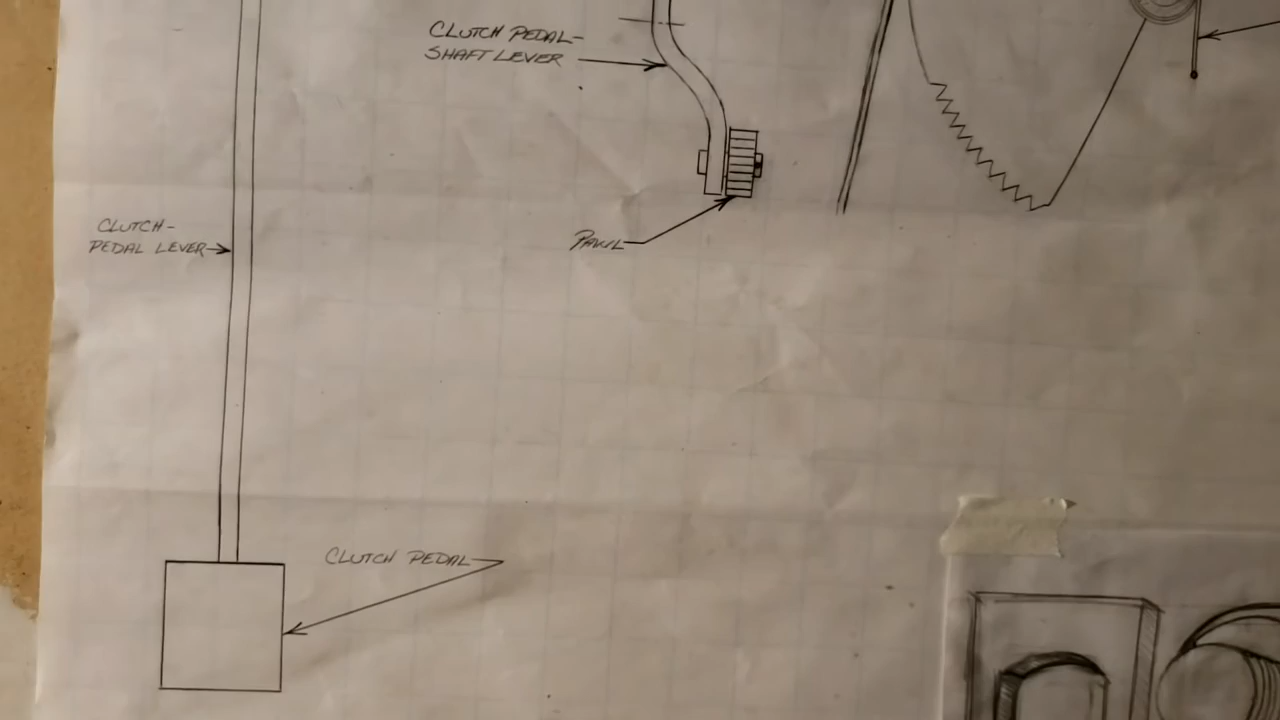 CLUTCH PEDAL-
SHAFT LEVER
CLUTCH-
PEDAL LEVER
PAWL
CLUTCH PEDAL